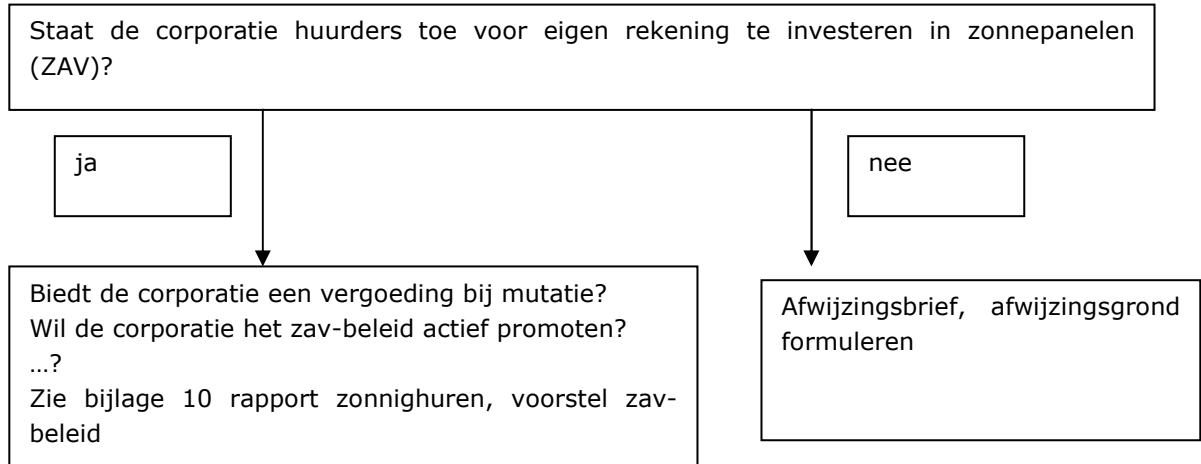 Staat de corporatie huurders toe voor eigen rekening te investeren in zonnepanelen
(ZAV)?
ja
nee
Biedt de corporatie een vergoeding bij mutatie?
Wil de corporatie het zav-beleid actief promoten?
…?
Zie bijlage 10 rapport zonnighuren, voorstel zav-
beleid
Afwijzingsbrief, afwijzingsgrond
formuleren